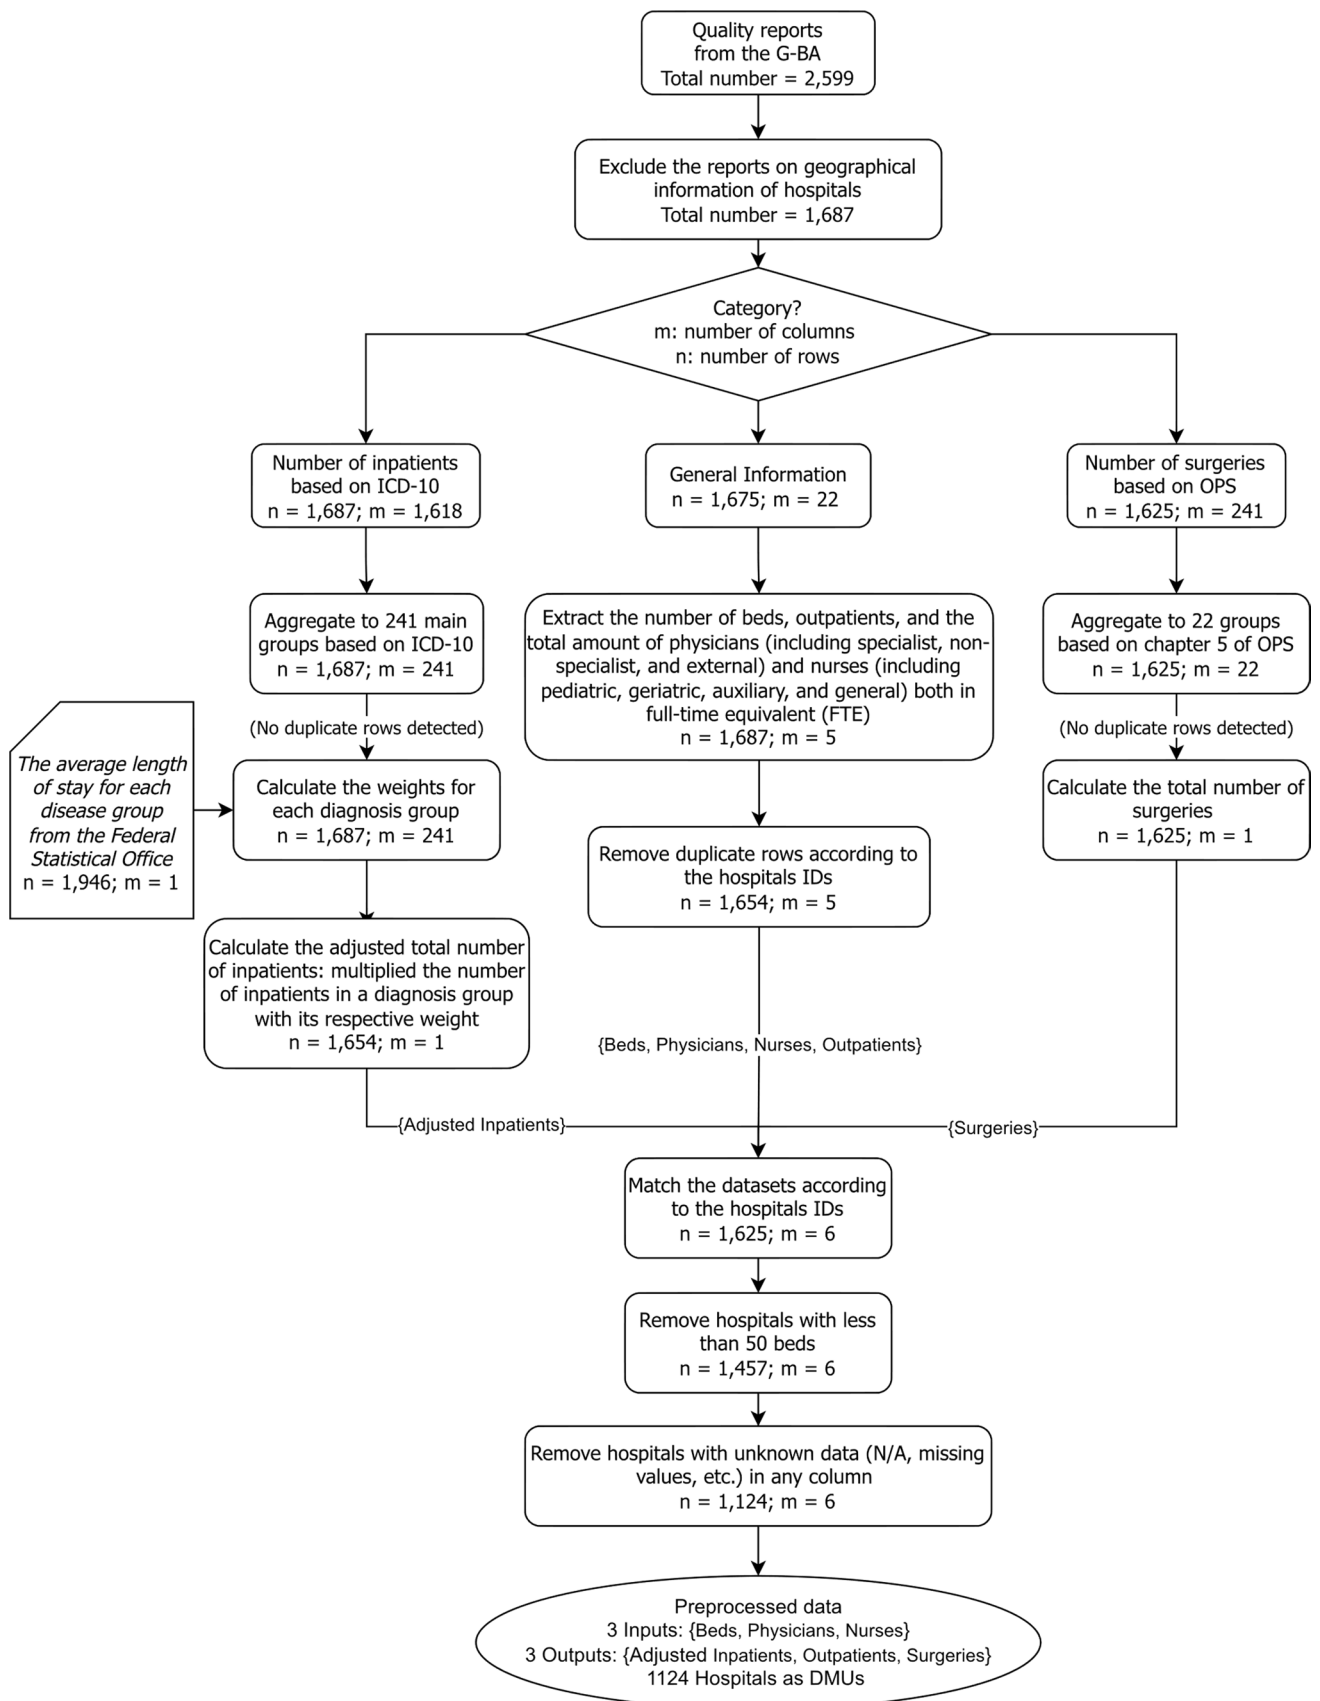 Quality reports
from the G-BA
Total number = 2,599
Exclude the reports on geographical
information of hospitals
Total number = 1,687
Category?
m: number of columns
n: number of rows
Number of inpatients
based on ICD-10
n = 1,687; m = 1,618
General Information
n = 1,675; m = 22
Number of surgeries
based on OPS
n = 1,625; m = 241
Aggregate to 241 main
groups based on ICD-10
n = 1,687; m = 241
Extract the number of beds, outpatients, and the
total amount of physicians (including specialist, non-
specialist, and external) and nurses (including
pediatric, geriatric, auxiliary, and general) both in
full-time equivalent (FTE)
n = 1,687; m = 5
Aggregate to 22 groups
based on chapter 5 of OPS
n = 1,625; m = 22
(No duplicate rows detected)
(No duplicate rows detected)
The average length
of stay for each
disease group
from the Federal
Statistical Office
n = 1,946; m = 1
Calculate the weights for
each diagnosis group
n = 1,687; m = 241
Calculate the total number of
surgeries
n = 1,625; m = 1
Remove duplicate rows according to
the hospitals IDs
n = 1,654; m = 5
Calculate the adjusted total number
of inpatients: multiplied the number
of inpatients in a diagnosis group
with its respective weight
n = 1,654; m = 1
{Beds, Physicians, Nurses, Outpatients}
{Adjusted Inpatients}
{Surgeries}
Match the datasets according
to the hospitals IDs
n = 1,625; m = 6
Remove hospitals with less
than 50 beds
n = 1,457; m = 6
Remove hospitals with unknown data (N/A, missing
values, etc.) in any column
n = 1,124; m = 6
Preprocessed data
3 Inputs: {Beds, Physicians, Nurses}
3 Outputs: {Adjusted Inpatients, Outpatients, Surgeries}
1124 Hospitals as DMUs